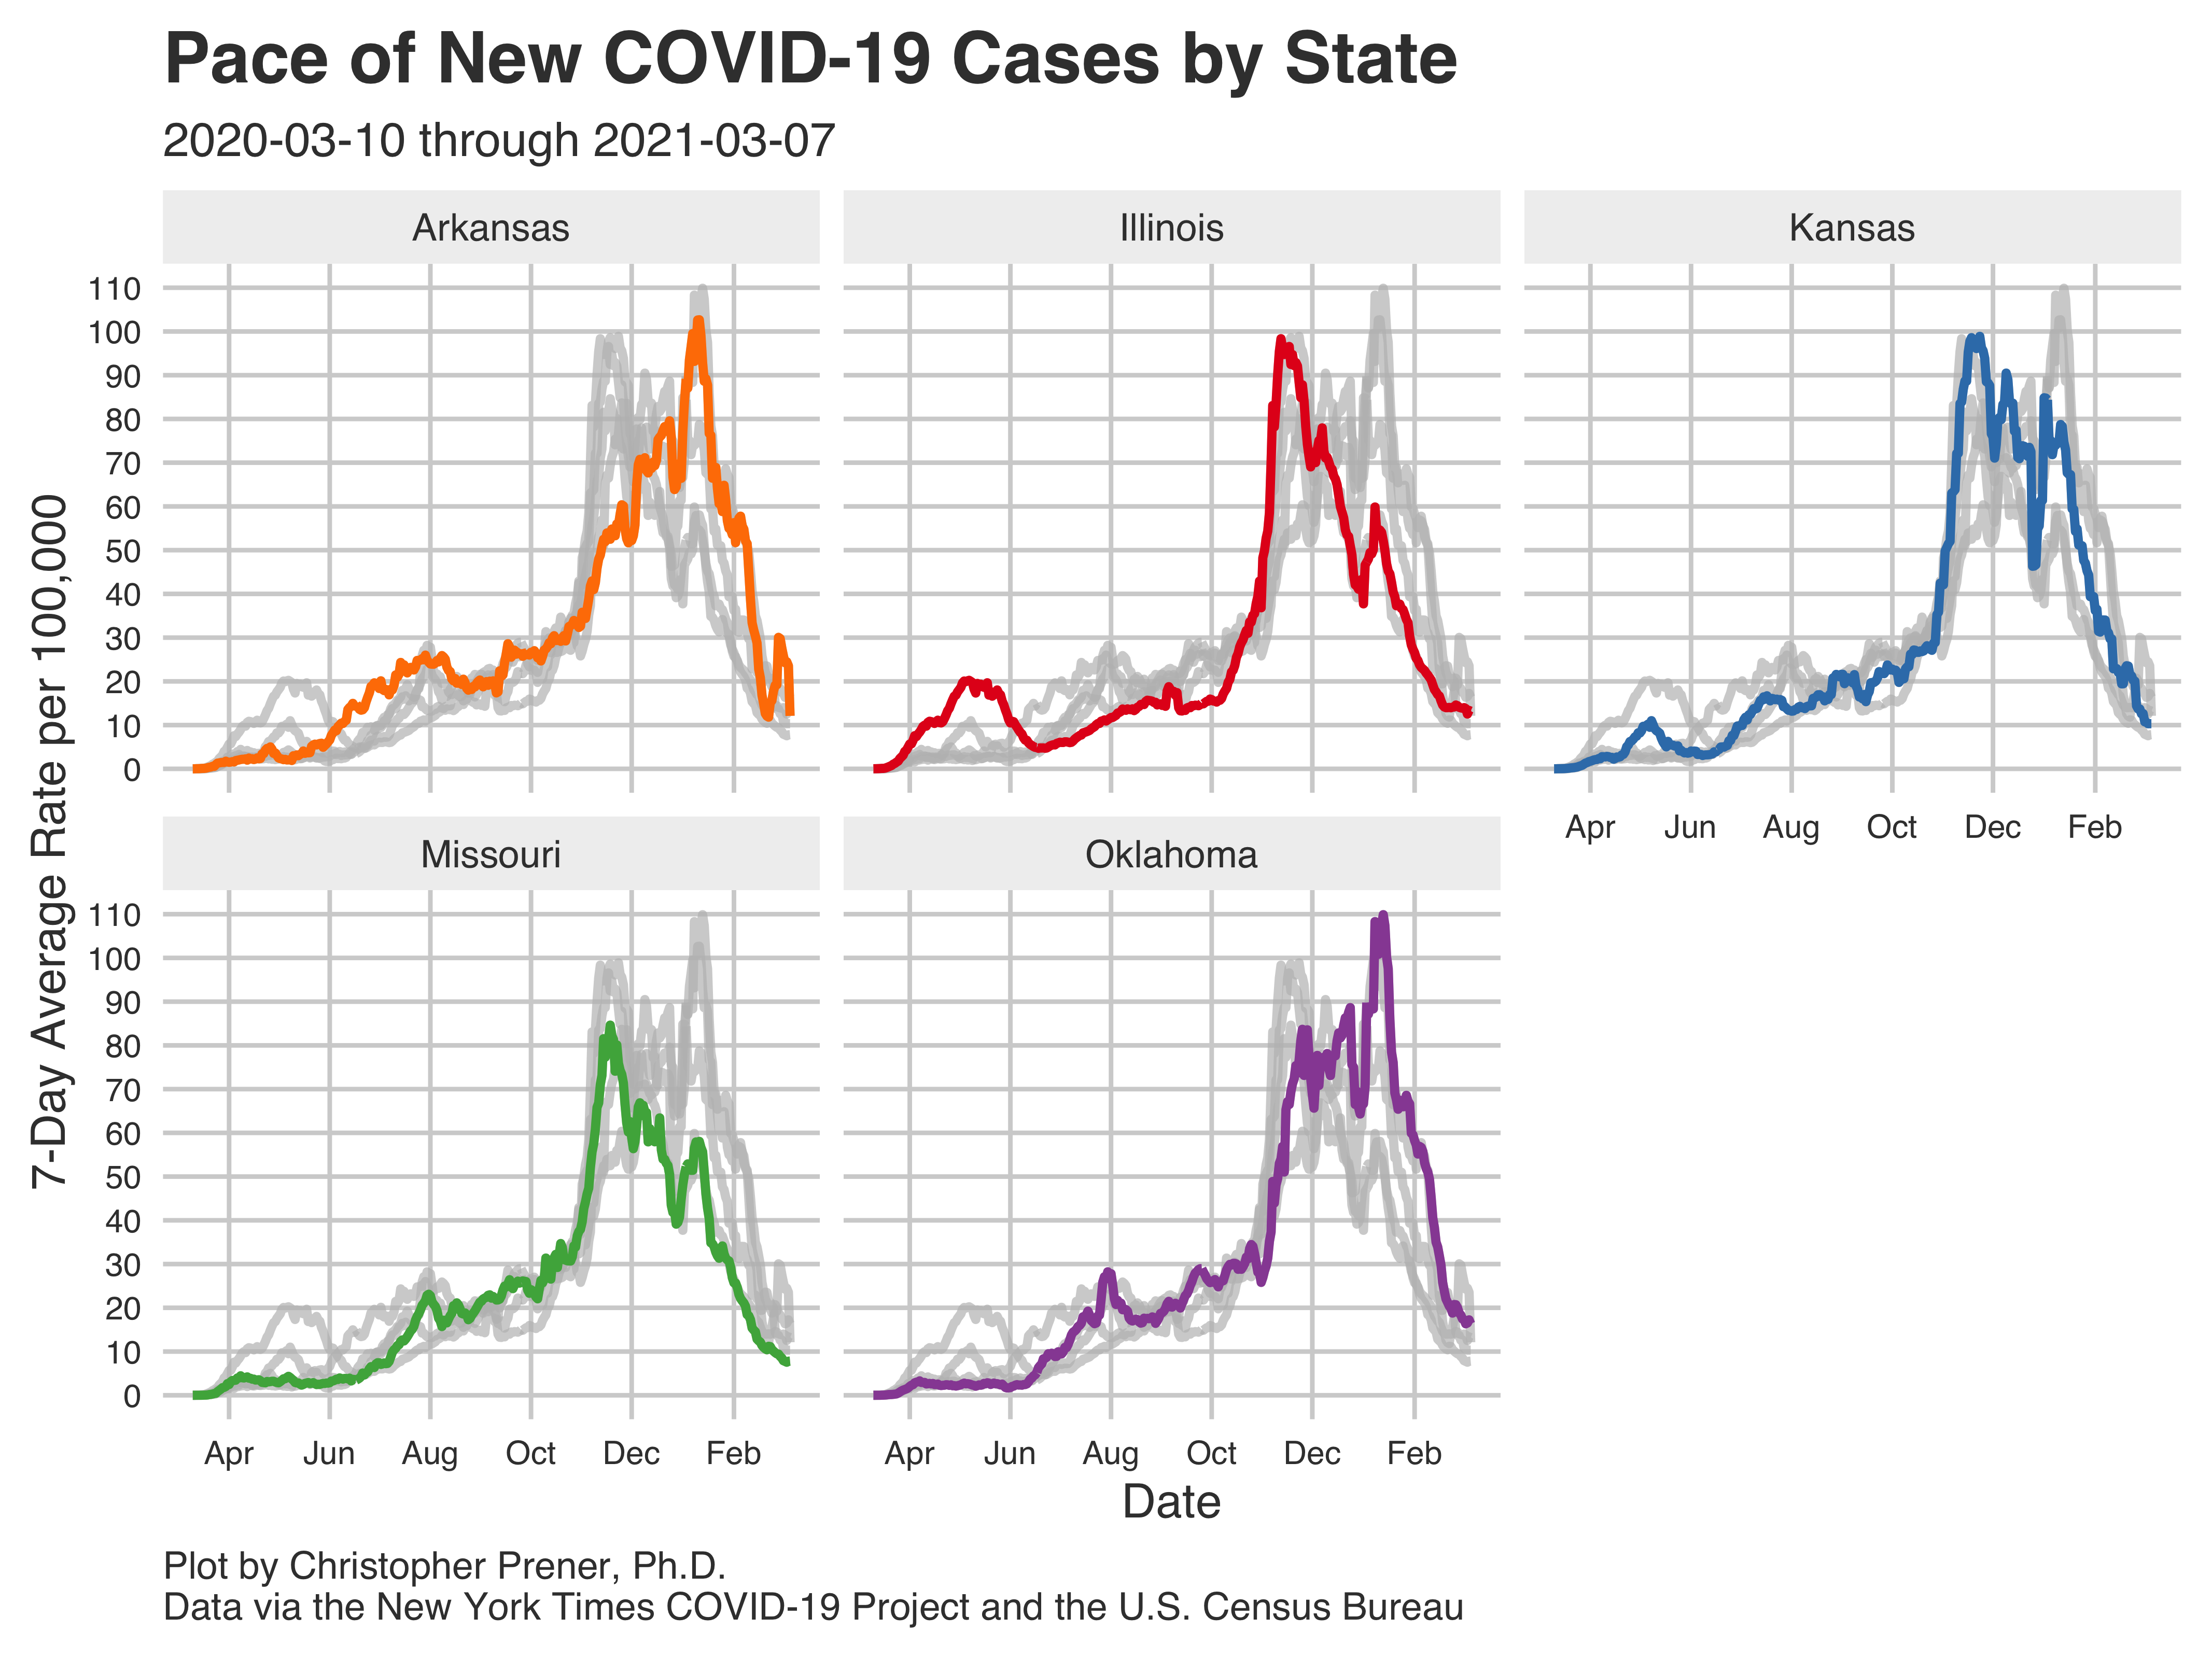 Pace of New COVID-19 Cases by State
2020-03-10 through 2021-03-07
Arkansas
Illinois
Kansas
110
100
90
80
70
60
50
40
30
20
10
0
Apr Jun Aug Oct Dec Feb
Missouri
Oklahoma
110
100
90
80
70
60
50
40
30
20
10
0
Apr Jun Aug Oct Dec Feb
Apr Jun Aug Oct Dec Feb
7-Day Average Rate per 100,000
Date
Plot by Christopher Prener, Ph.D.
Data via the New York Times COVID-19 Project and the U.S. Census Bureau